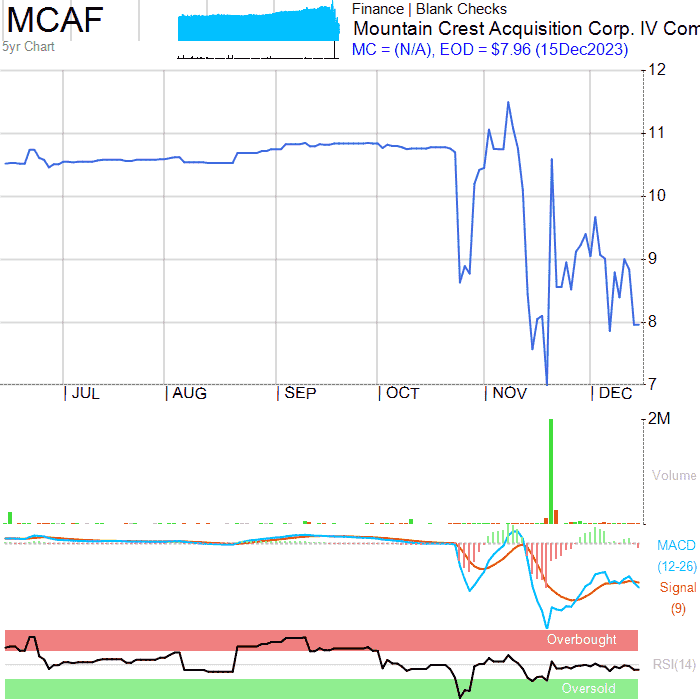 MCAF
5yr Chart
Finance | Blank Checks
Mountain Crest Acquisition Corp. IV Com
MC = (N/A), EOD = $7.96 (15Dec2023)
12
11
10
9
8
7
JUL AUG SEP OCT NOV DEC
2M
Volume
MACD
(12-26)
Signal
(9)
Overbought
RSI(14)
Oversold